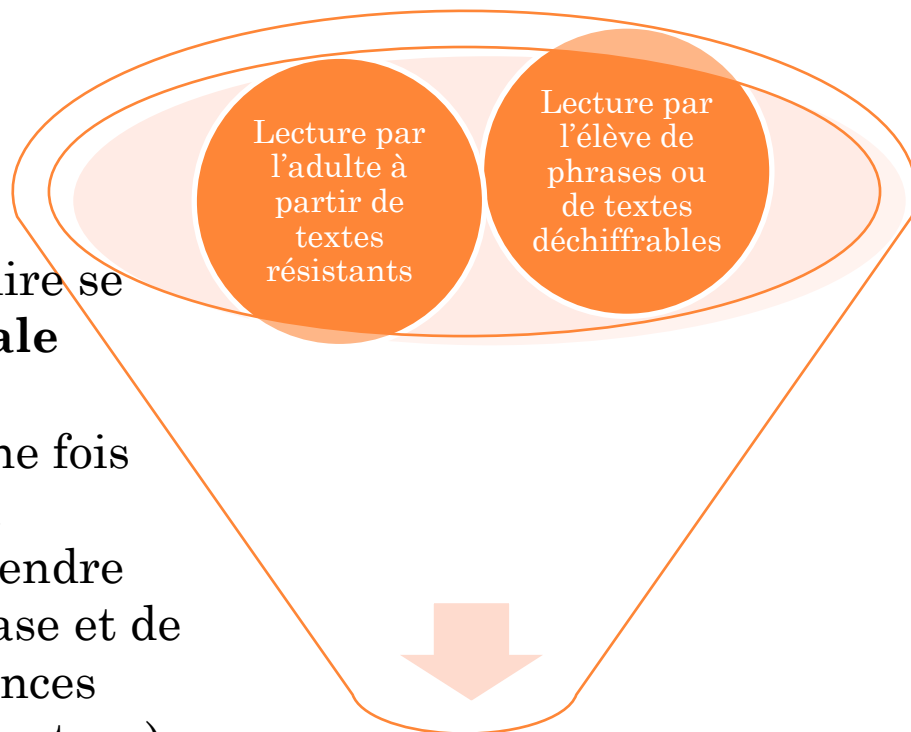 Lecture par
l'adulte à
partir de
textes
résistants
Lecture par
l'élève de
phrases ou
de textes
déchiffrables
ire se
ale
ne fois
endre
ase et de
nces